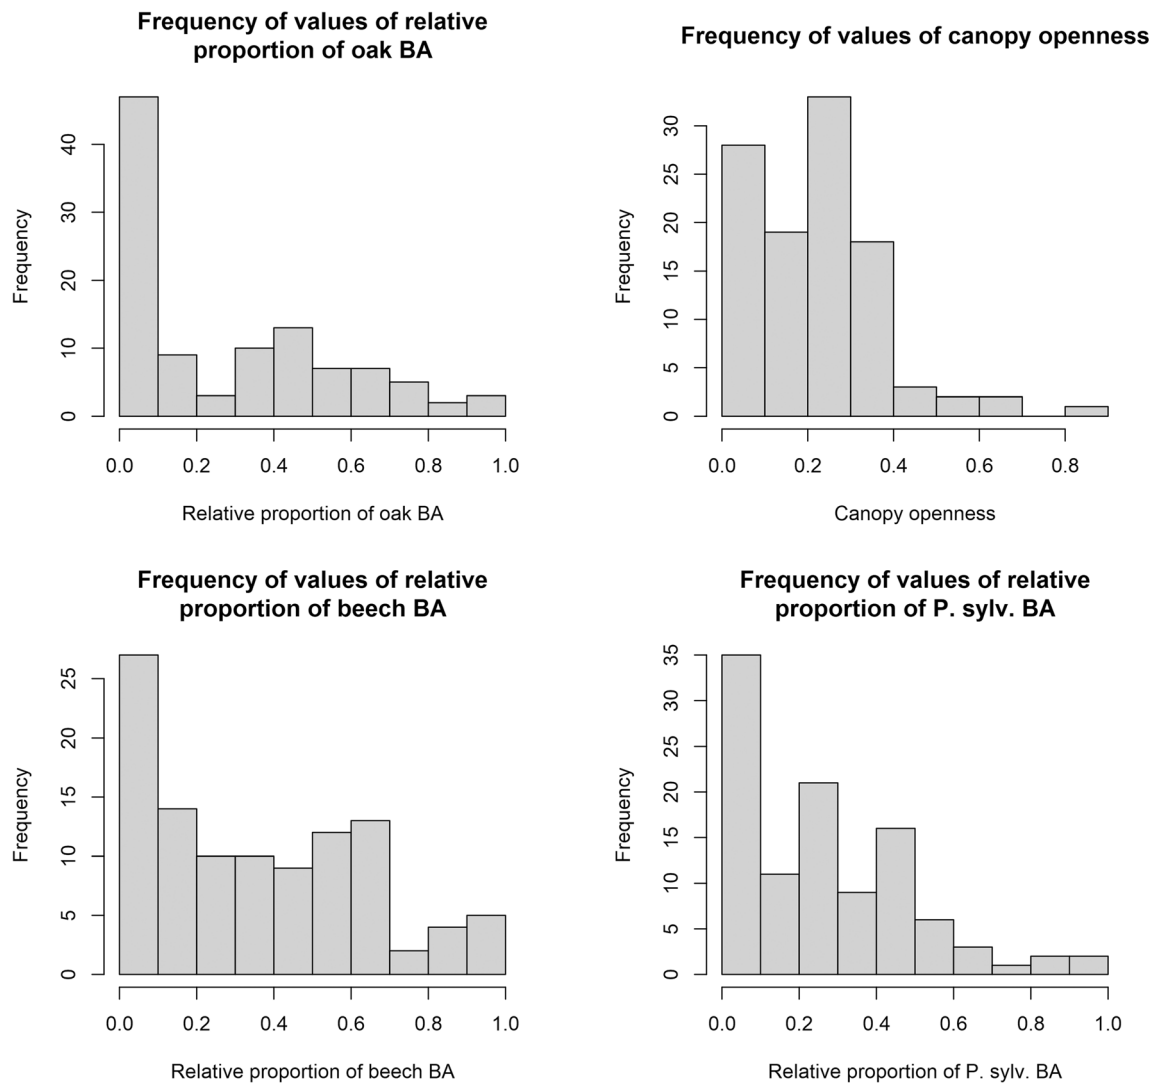 Frequency of values of relative
proportion of oak BA
Frequency
40
30
20
10
0
0.0 0.2 0.4 0.6 0.8 1.0
Relative proportion of oak BA
Frequency of values of canopy openness
Frequency
30
25
20
15
10
5
0
0.0 0.2 0.4 0.6 0.8
Canopy openness
Frequency of values of relative
proportion of beech BA
Frequency
25
20
15
10
5
0
0.0 0.2 0.4 0.6 0.8 1.0
Relative proportion of beech BA
Frequency of values of relative
proportion of P. sylv. BA
Frequency
35
30
25
20
15
10
5
0
0.0 0.2 0.4 0.6 0.8 1.0
Relative proportion of P. sylv. BA